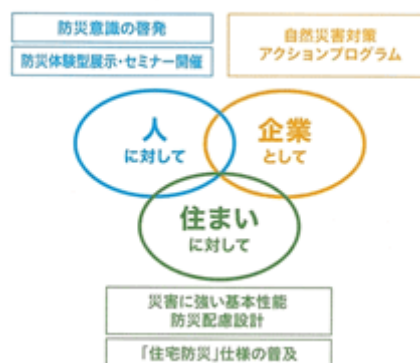 防災意識の啓発
防災体験型展示・セミナー開催
自然災害対策
アクションプログラム
人
に対して
企業
として
住まい
に対して
災害に強い基本性能
防災配慮設計
「住宅防災」仕様の普及